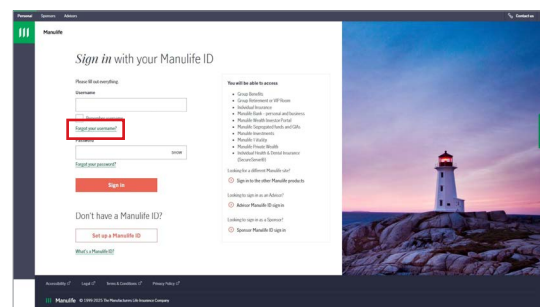 Personal Sponsors Advisors
Contact us
Manulife
Sign in with your Manulife ID
Please fill out everything.
Username
Remember username
Forgot your username?
Password
SHOW
Forgot your password?
Sign in
Don't have a Manulife ID?
Set up a Manulife ID
What's a Manulife ID?
You will be able to access
Group Benefits
Group Retirement or VIP Room
Individual Insurance
Manulife Bank - personal and business
Manulife Wealth Investor Portal
Manulife Segregated funds and GIAs
Manulife Investments
Manulife Vitality
Manulife Private Wealth
Individual Health & Dental Insurance
(SecureServe®)
Looking for a different Manulife site?
Sign in to the other Manulife products
Looking to sign in as an Advisor?
Advisor Manulife ID sign in
Looking to sign in as a Sponsor?
Sponsor Manulife ID sign in
Accessibility Legal Terms & Conditions Privacy Policy
Manulife © 1999-2025 The Manufacturers Life Insurance Company